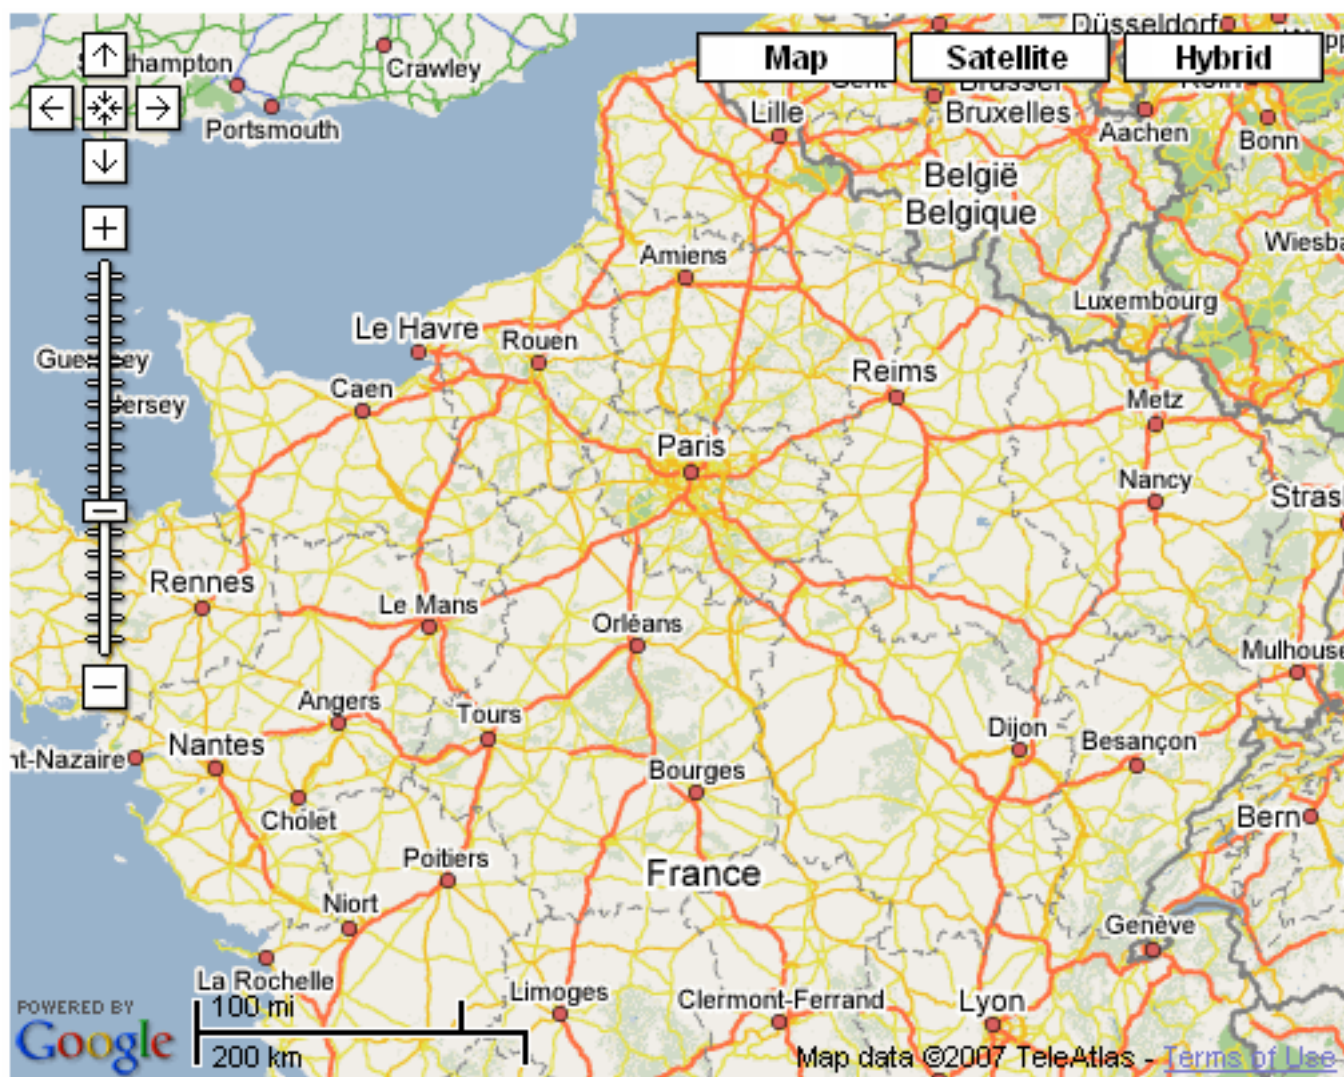 Düsseldorf
Map
Satellite
Hybrid
Crawley
Lille
Bruxelles
Aachen
Bonn
Portsmouth
België
Belgique
Amiens
Luxembourg
Le Havre
Rouen
Reims
Caen
Metz
Paris
Nancy
Rennes
Le Mans
Orléans
Mulhouse
Angers
Tours
Dijon
Besançon
Nantes
nt-Nazaire
Bourges
Cholet
Bern
Poitiers
France
Niort
Genève
La Rochelle
Limoges
Clermont-Ferrand
Lyon
POWERED BY
Google
100 mi
200 km
Map data ©2007 TeleAtlas - Terms of Use